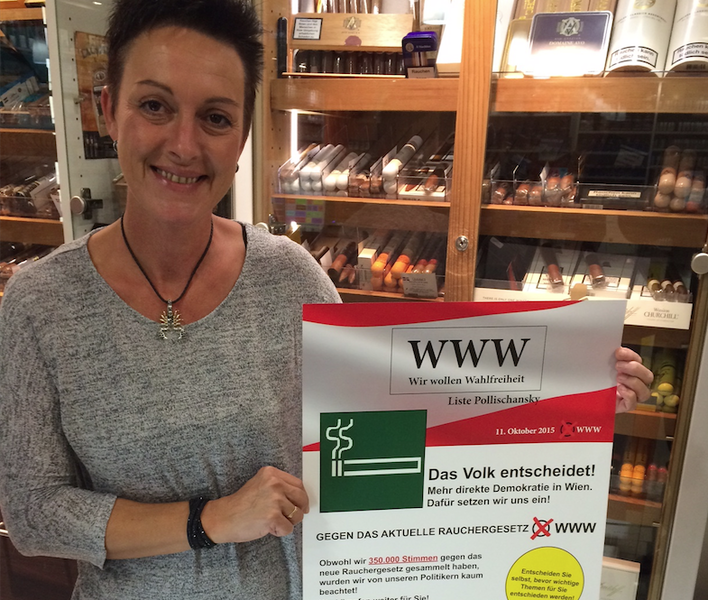 WWW
Wir wollen Wahlfreiheit
Liste Pollischansky
11. Oktober 2015
WWW
Das Volk entscheidet!
Mehr direkte Demokratie in Wien.
Dafür setzen wir uns ein!
GEGEN DAS AKTUELLE RAUCHERGESETZ
WWW
Obwohl wir 350.000 Stimmen gegen das
neue Rauchergesetz gesammelt haben,
wurden wir von unseren Politikern kaum
beachtet!
weiter für Sie!
Entscheiden Sie
selbst, bevor wichtige
Themen für Sie
entschieden werden!
CHURCHILL